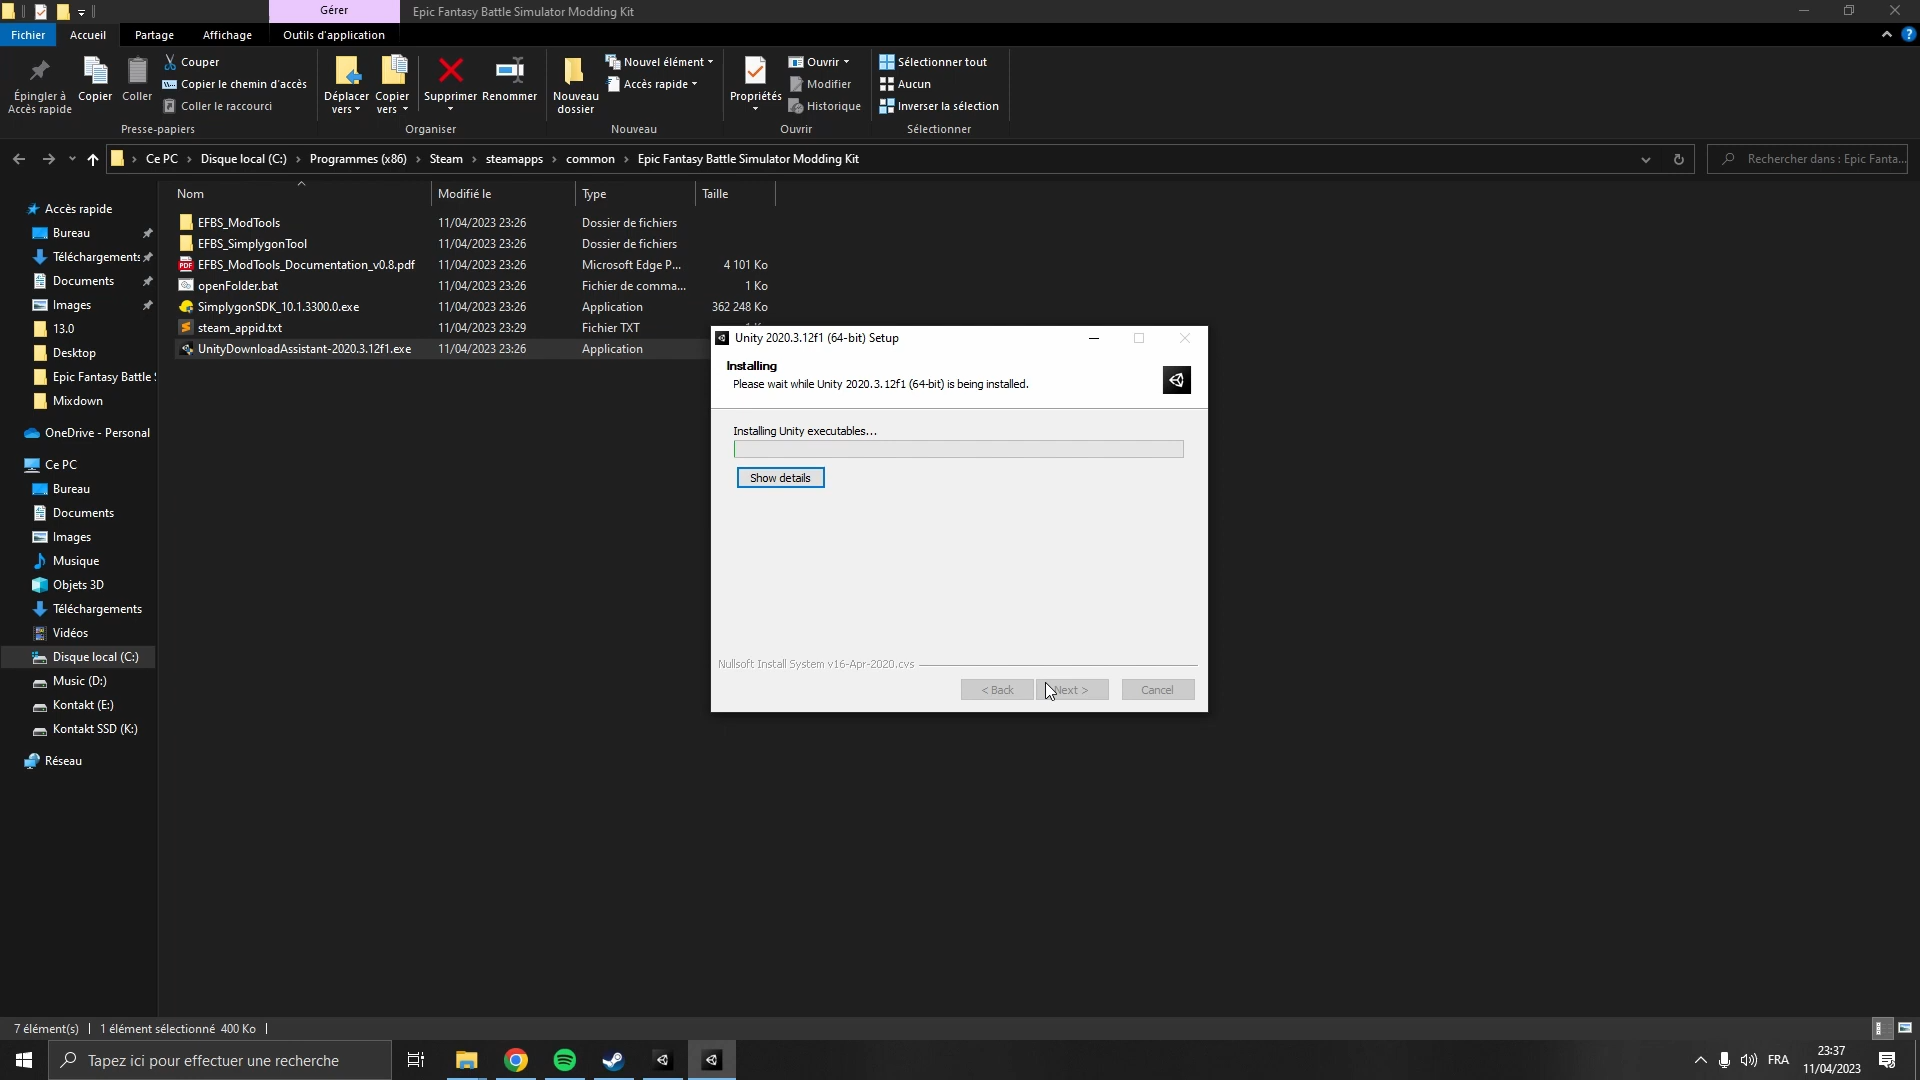 Gérer
Epic Fantasy Battle Simulator Modding Kit
Fichier
Accueil
Partage
Affichage
Outils d'application
Épingler à
Accès rapide
Copier
Coller
Couper
Copier le chemin d'accès
Coller le raccourci
Presse-papiers
Déplacer
vers
Copier
vers
Supprimer
Renommer
Organiser
Nouveau
dossier
Nouvel élément
Accès rapide
Nouveau
Propriétés
Ouvrir
Modifier
Historique
Ouvrir
Sélectionner tout
Aucun
Inverser la sélection
Sélectionner
Ce PC > Disque local (C:) > Programmes (x86) > Steam > steamapps > common > Epic Fantasy Battle Simulator Modding Kit
Rechercher dans : Epic Fanta...
Nom Modifié le Type Taille
EFBS_ModTools 11/04/2023 23:26 Dossier de fichiers
EFBS_SimplygonTool 11/04/2023 23:26 Dossier de fichiers
EFBS_ModTools_Documentation_v0.8.pdf 11/04/2023 23:26 Microsoft Edge P... 4 101 Ko
openFolder.bat 11/04/2023 23:26 Fichier de comma... 1 Ko
SimplygonSDK_10.1.3300.0.exe 11/04/2023 23:26 Application 362 248 Ko
steam_appid.txt 11/04/2023 23:29 Fichier TXT
UnityDownloadAssistant-2020.3.12f1.exe 11/04/2023 23:26 Application
Accès rapide
Bureau
Téléchargements
Documents
Images
13.0
Desktop
Epic Fantasy Battle
Mixdown
OneDrive - Personal
Ce PC
Bureau
Documents
Images
Musique
Objets 3D
Téléchargements
Vidéos
Disque local (C:)
Music (D:)
Kontakt (E:)
Kontakt SSD (K:)
Réseau
Unity 2020.3.12f1 (64-bit) Setup
Installing
Please wait while Unity 2020.3.12f1 (64-bit) is being installed.
Installing Unity executables...
Show details
Nullsoft Install System v16-Apr-2020.cvs
< Back
Next >
Cancel
7 élément(s)
1 élément sélectionné 400 Ko
Tapez ici pour effectuer une recherche
FRA
23:37
11/04/2023